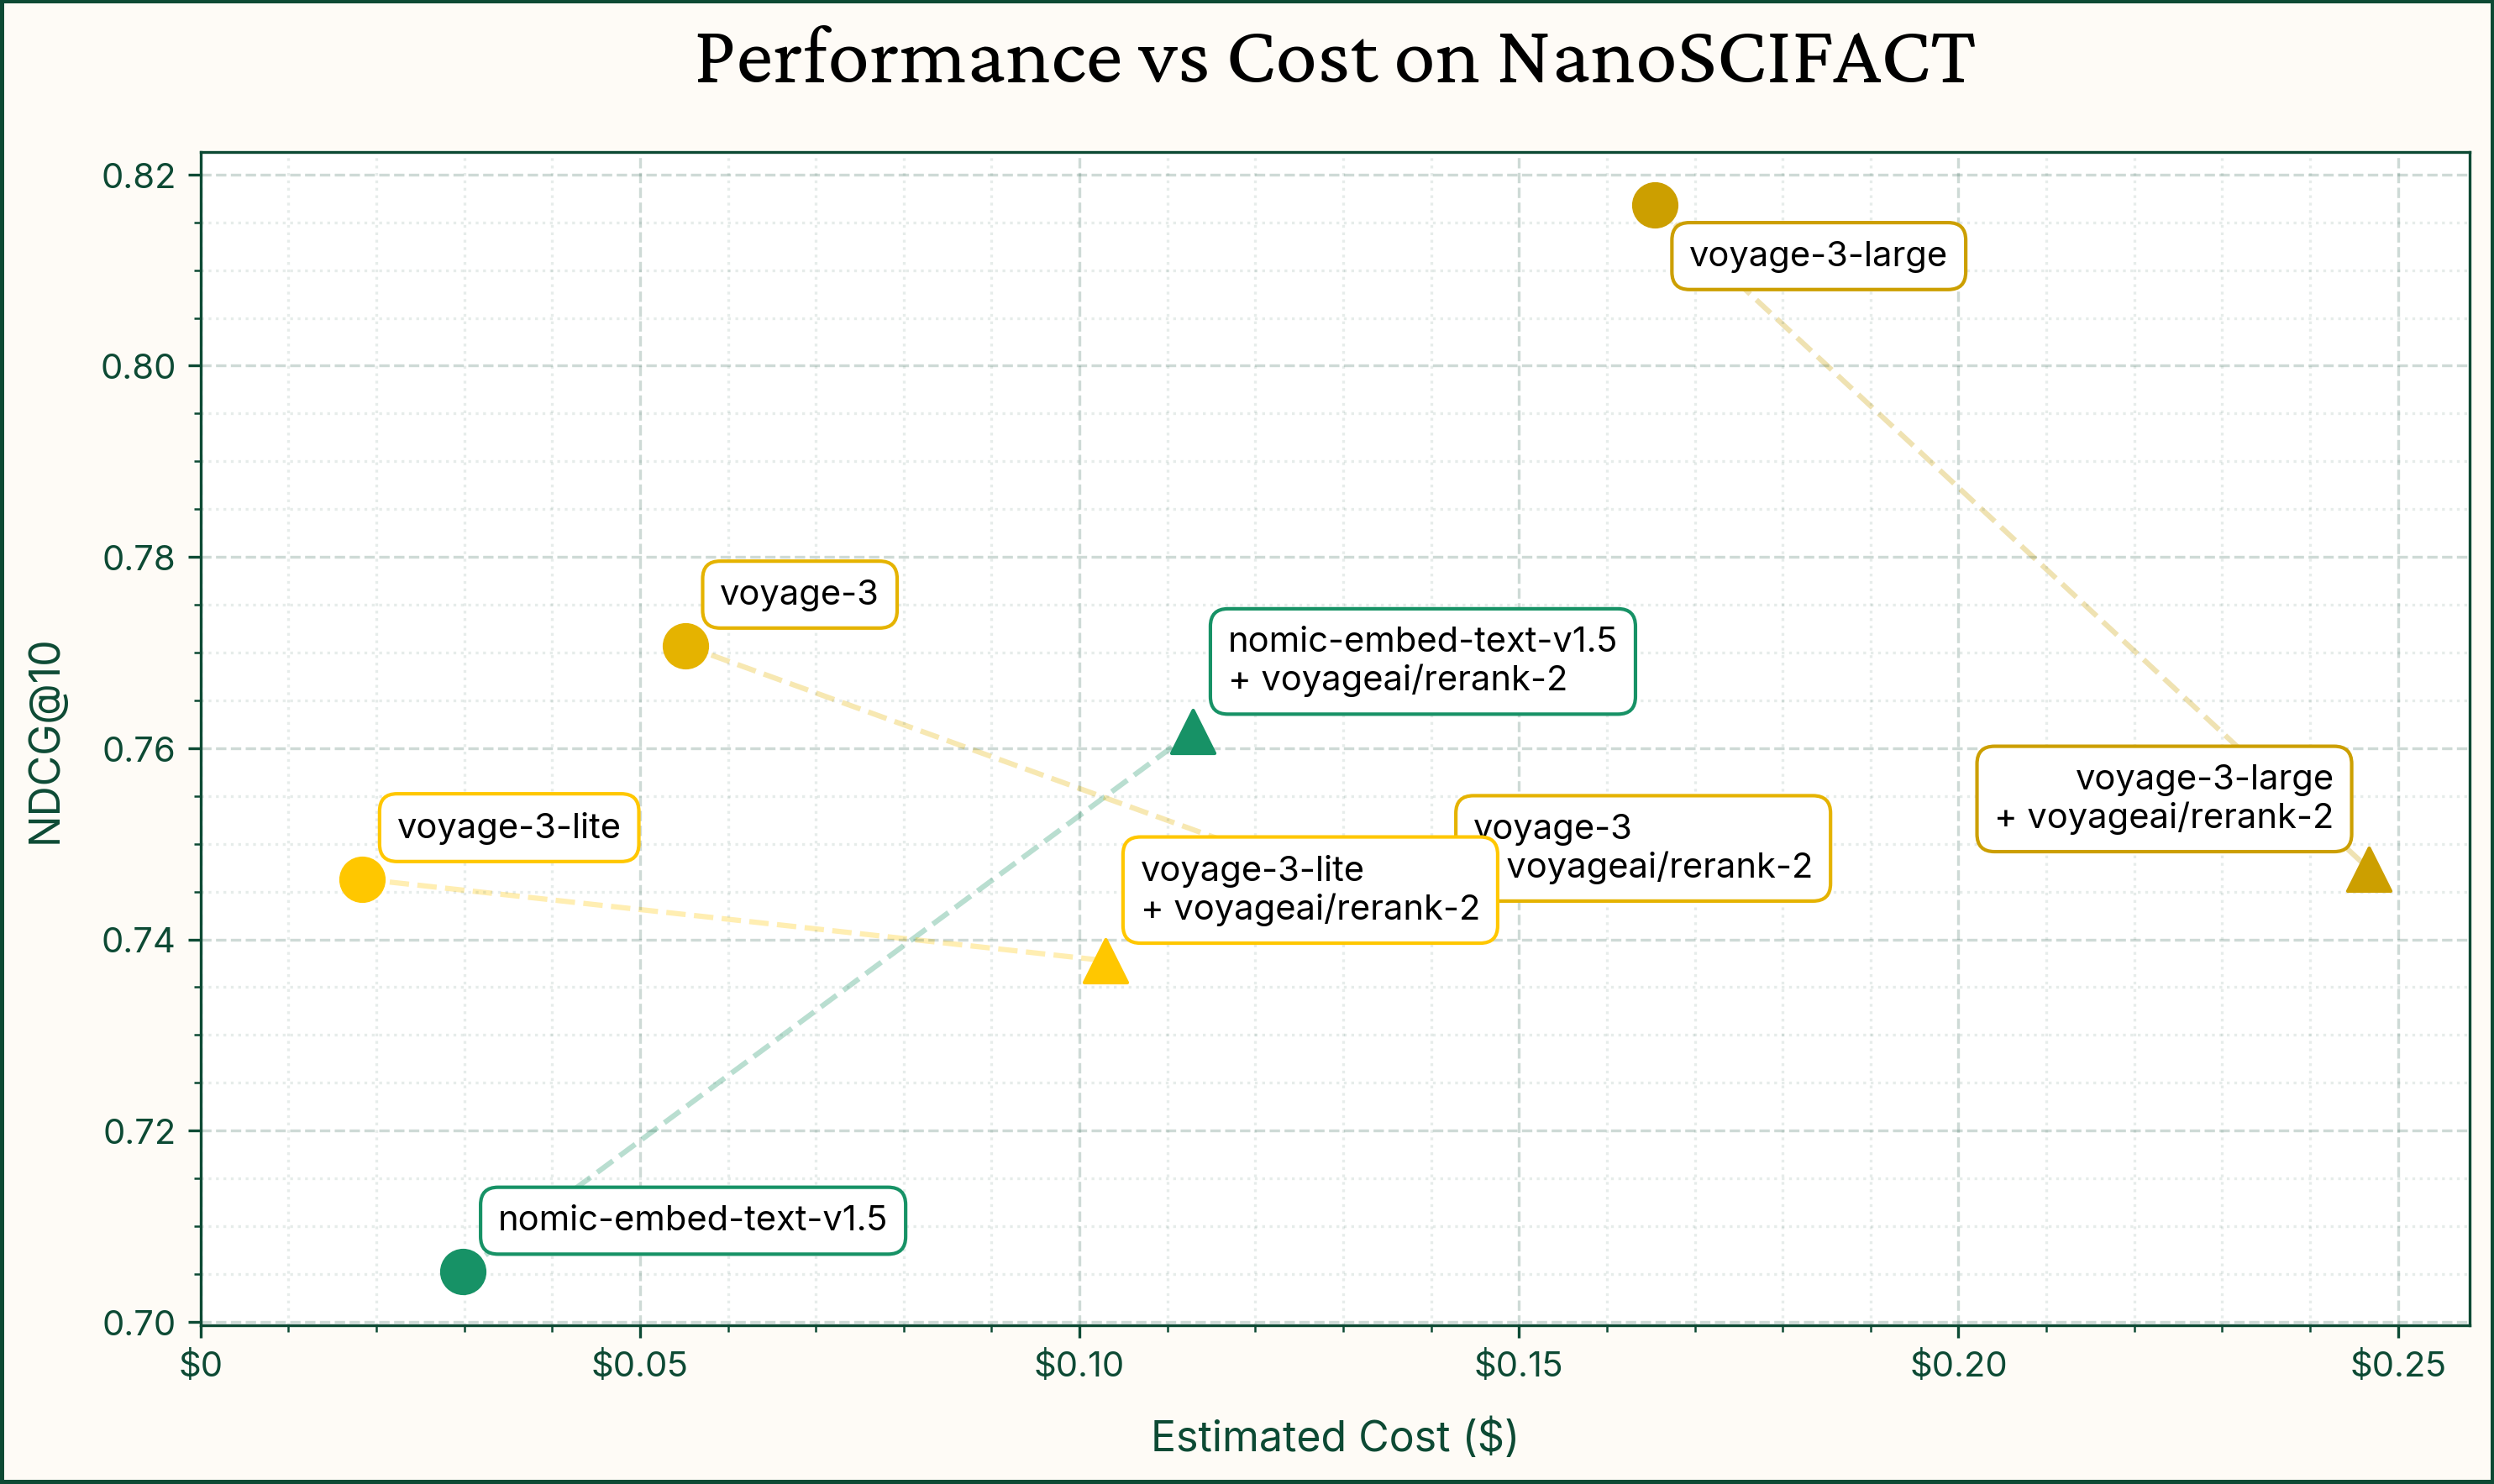 Performance vs Cost on NanoSCIFACT
NDCG@10
0.82
0.80
0.78
0.76
0.74
0.72
0.70
voyage-3-large
voyage-3
nomic-embed-text-v1.5
+ voyageai/rerank-2
voyage-3-large
+ voyageai/rerank-2
voyage-3-lite
voyage-3
voyageai/rerank-2
voyage-3-lite
+ voyageai/rerank-2
nomic-embed-text-v1.5
$0
$0.05
$0.10
$0.15
$0.20
$0.25
Estimated Cost ($)